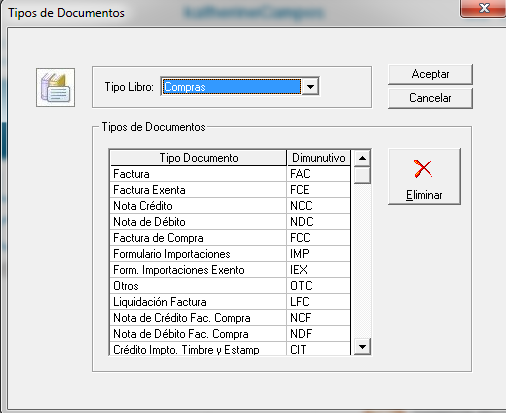 Tipos de Documentos
Katherine Campos
Tipo Libro: Compras
Aceptar
Cancelar
Tipos de Documentos
Tipo Documento Dimunutivo
Factura FAC
Factura Exenta FCE
Nota Crédito NCC
Nota de Débito NDC
Factura de Compra FCC
Formulario Importaciones IMP
Form. Importaciones Exento IEX
Otros OTC
Liquidación Factura LFC
Nota de Crédito Fac. Compra NCF
Nota de Débito Fac. Compra NDF
Crédito Impto. Timbre y Estamp CIT
Eliminar